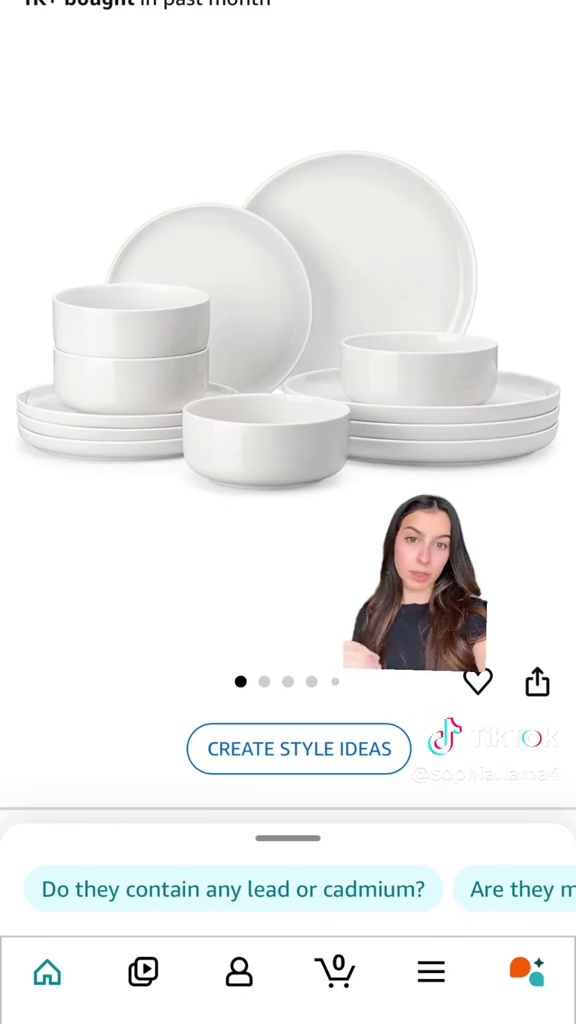 1K+ bought in past month
CREATE STYLE IDEAS
TikTok
@sophia.lama4
Do they contain any lead or cadmium?
Are they m
0